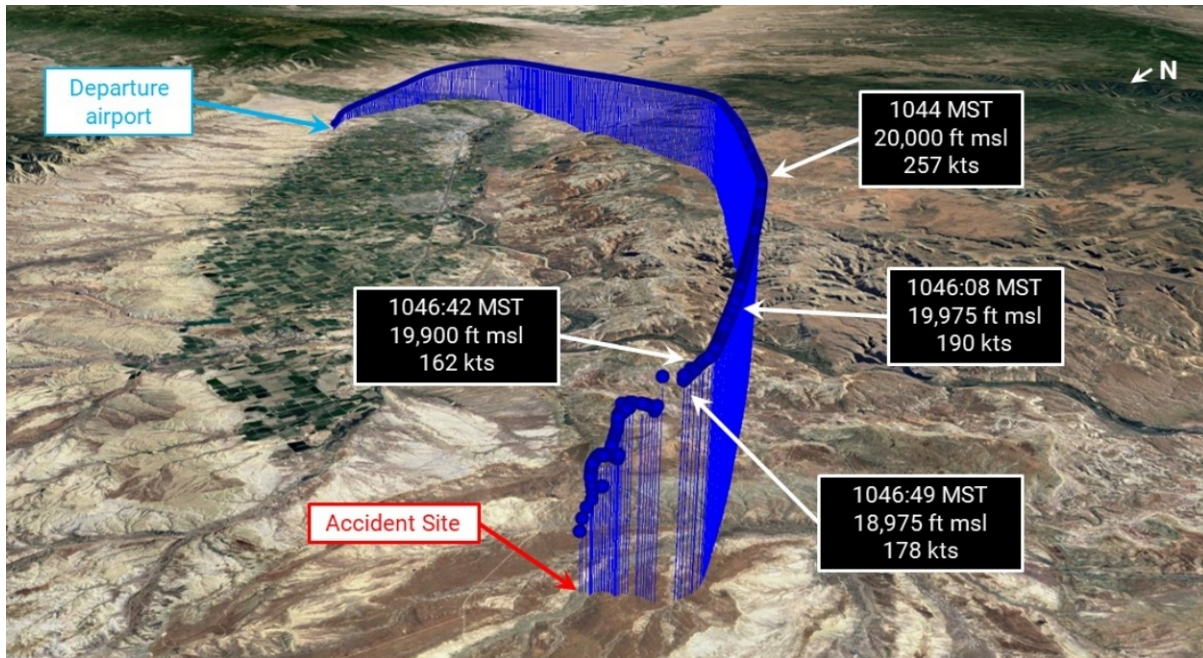 N
Departure
airport
1044 MST
20,000 ft msl
257 kts
1046:42 MST
19,900 ft msl
162 kts
1046:08 MST
19,975 ft msl
190 kts
1046:49 MST
18,975 ft msl
178 kts
Accident Site